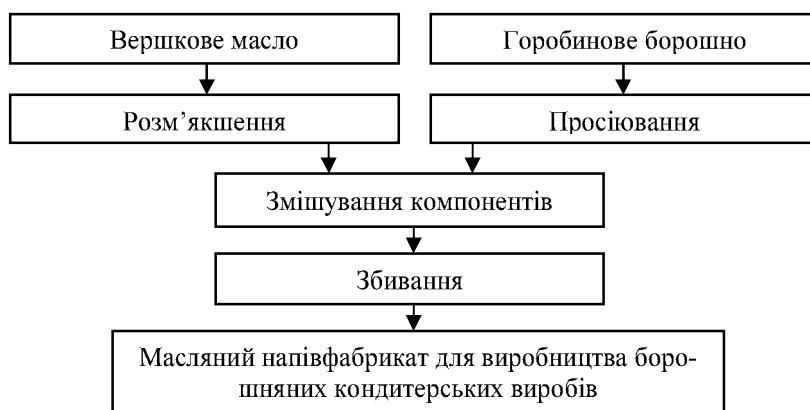 Вершкове масло
Горобинове борошно
Розм’якшення
Просіювання
Змішування компонентів
Збивання
Масляний напівфабрикат для виробництва боро-
шняних кондитерських виробів